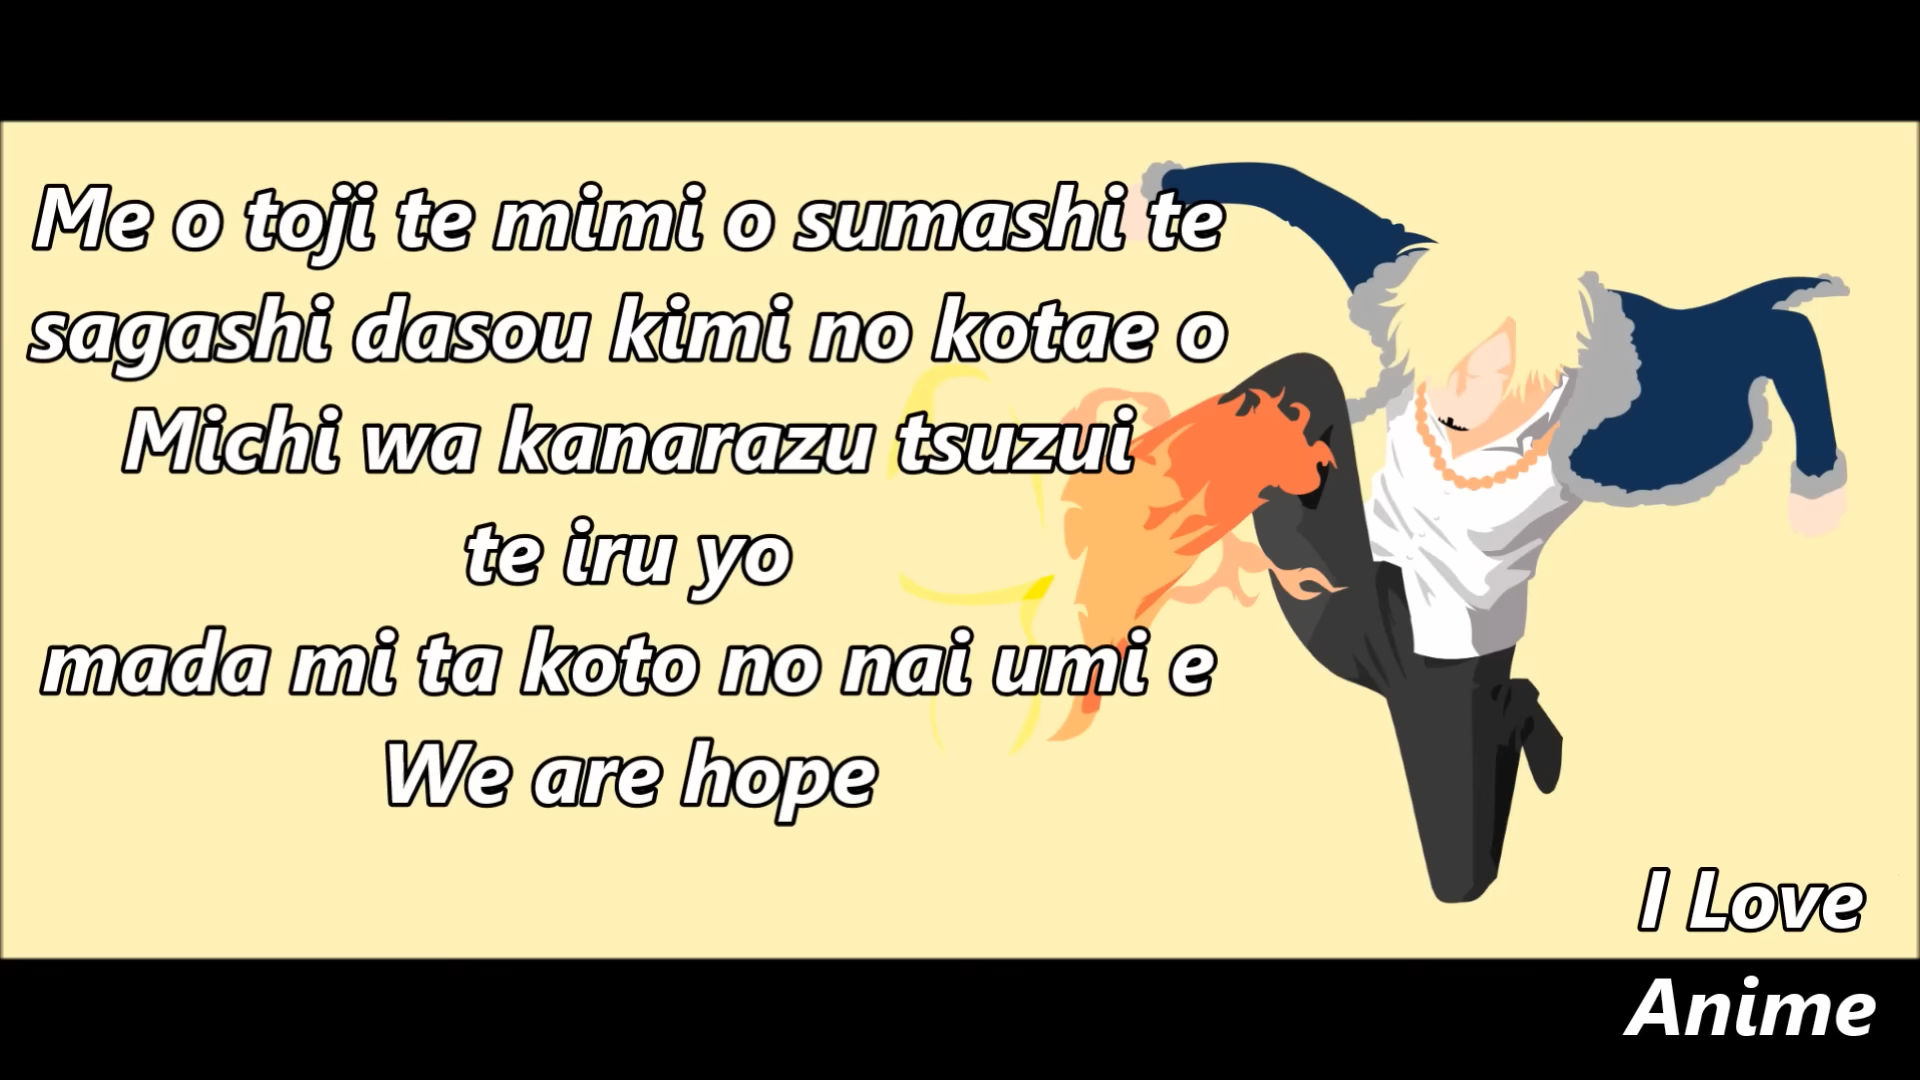 Me o toji te mimi o sumashi te
sagashi dasou kimi no kotae o
Michi wa kanarazu tsuzui
te iru yo
mada mi ta koto no nai umi e
We are hope
I Love
Anime